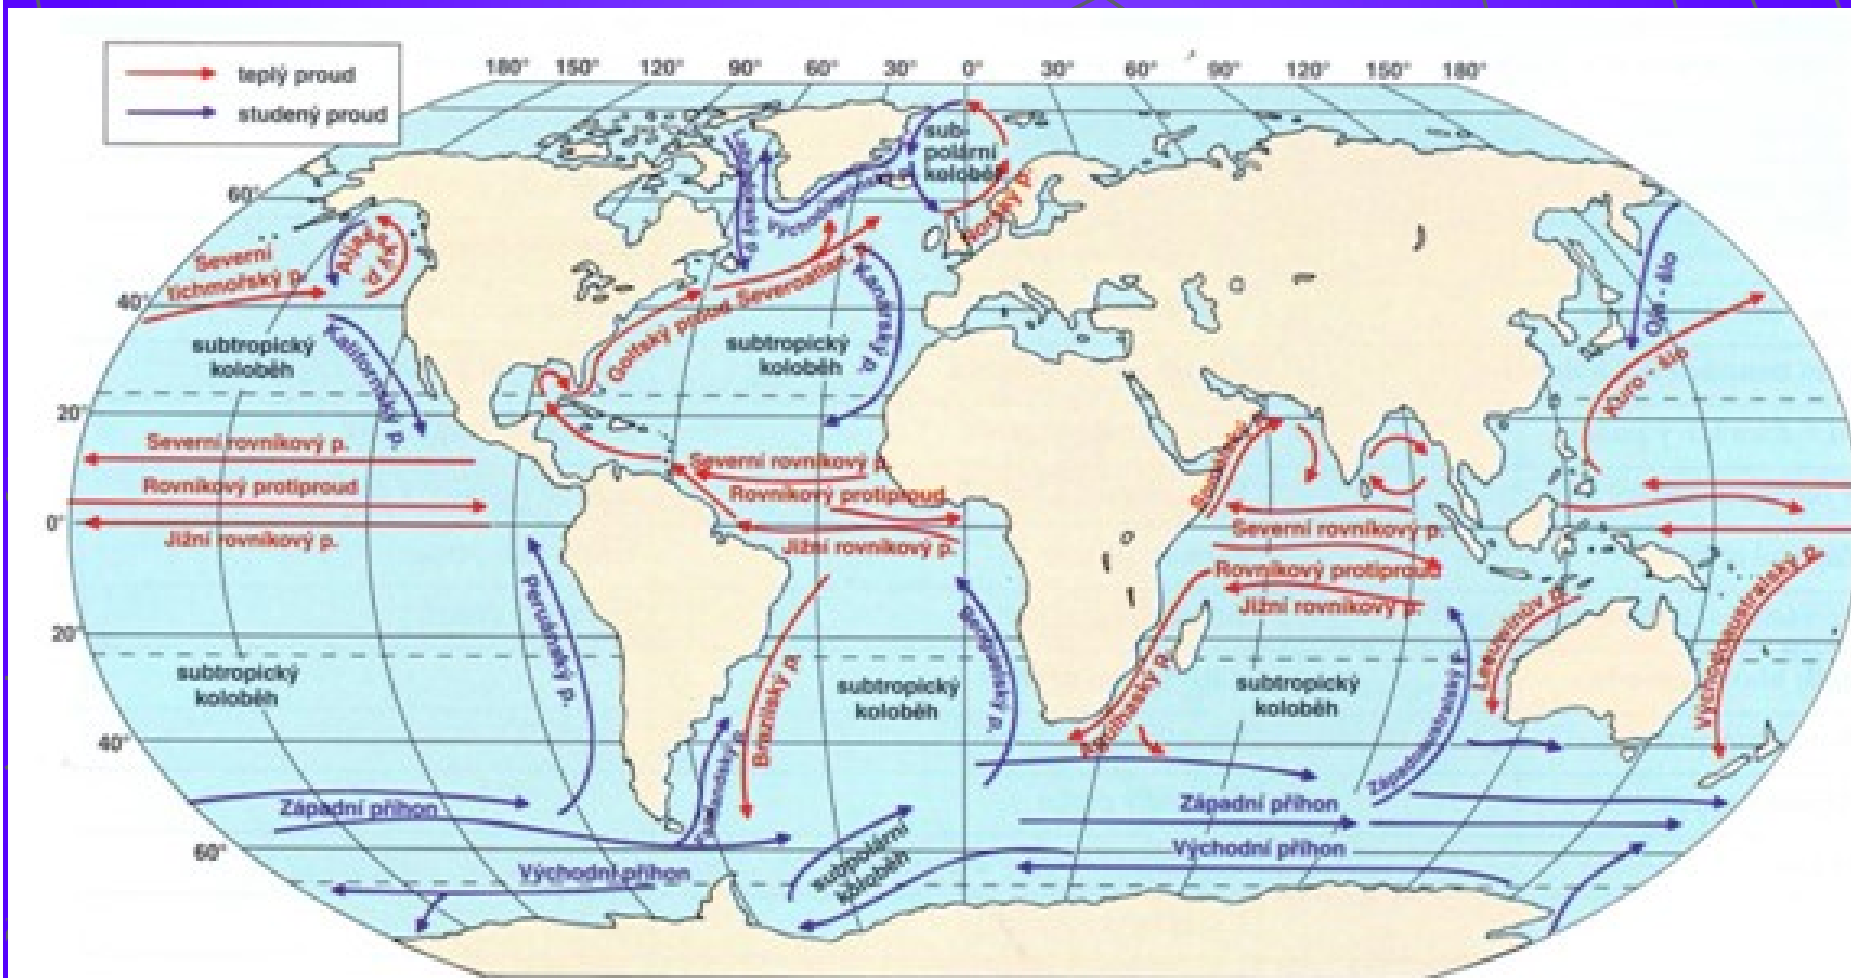 teplý proud
studený proud
180° 150° 120° 90° 60° 30° 0° 30° 60° 90° 120° 150° 180°
sub-
polární
koloběh
60°
Norský p.
Labradorský p.
Východogrónský p.
Aljašský p.
Severní
tichmořský p.
Oja - šio
40°
Golfský proud
Severoatlan.
Kanárský p.
Kuro - šio
subtropický
koloběh
subtropický
koloběh
Kalifornský p.
20°
Severní rovníkový p.
Rovníkový protiproud
0°
Jižní rovníkový p.
Severní rovníkový p.
Rovníkový protiproud
Jižní rovníkový p.
Severní rovníkový p.
Rovníkový protiproud
Jižní rovníkový p.
Peruánský p.
Benguelský p.
Leeuwinův p.
Východoaustralský p.
20°
subtropický
koloběh
Brazilský p.
subtropický
koloběh
Agulhaský p.
subtropický
koloběh
Západoaustralský p.
40°
Falklandský p.
Západní příhon
Západní příhon
60°
Východní příhon
subpolární
koloběh
Východní příhon